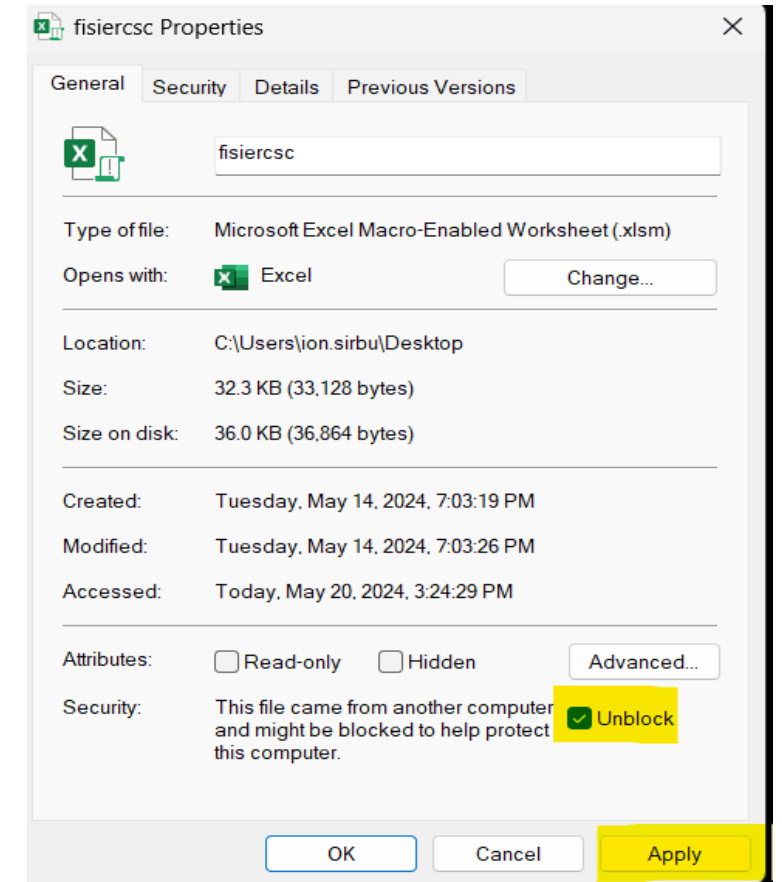 fisiercsc Properties
General Security Details Previous Versions
fisiercsc
Type of file: Microsoft Excel Macro-Enabled Worksheet (.xlsm)
Opens with: Excel Change...
Location: C:\Users\ion.sirbu\Desktop
Size: 32.3 KB (33,128 bytes)
Size on disk: 36.0 KB (36,864 bytes)
Created: Tuesday, May 14, 2024, 7:03:19 PM
Modified: Tuesday, May 14, 2024, 7:03:26 PM
Accessed: Today, May 20, 2024, 3:24:29 PM
Attributes: Read-only Hidden Advanced...
Security: This file came from another computer Unblock
and might be blocked to help protect
this computer.
OK Cancel Apply